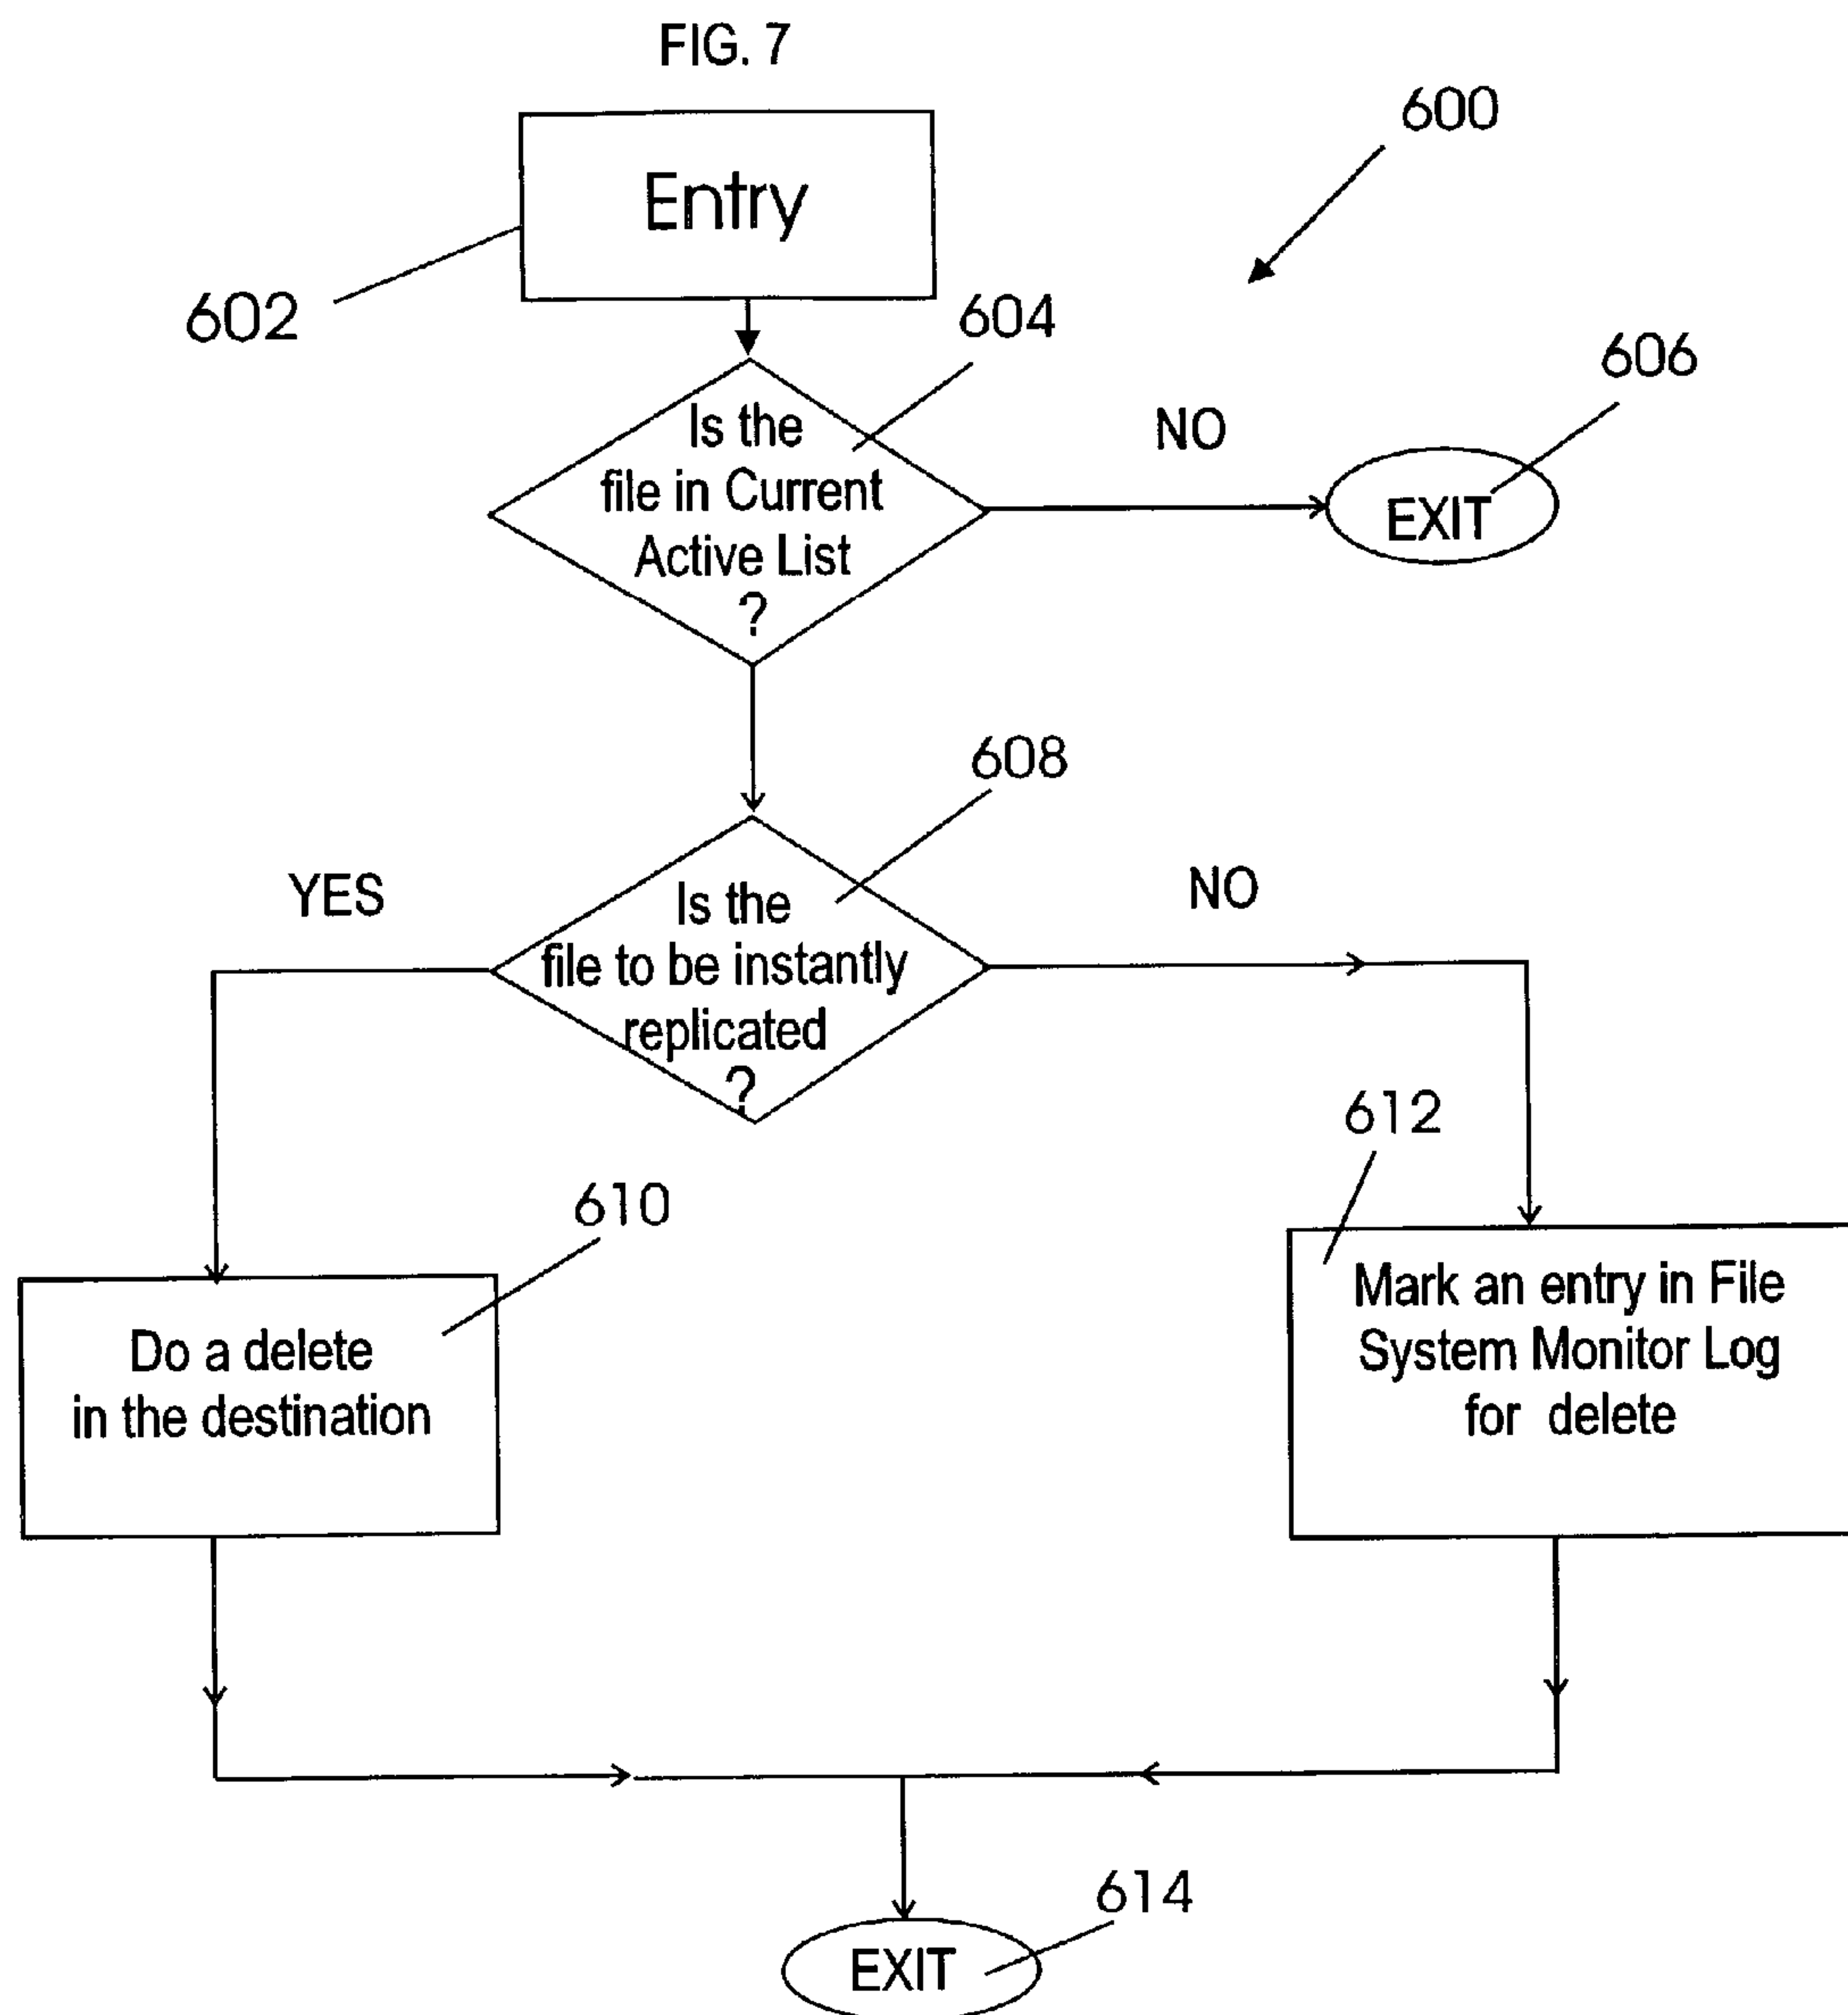 FIG. 7
600
Entry
602
604
606
Is the
file in Current
Active List
?
NO
EXIT
608
YES
NO
Is the
file to be instantly
replicated
?
612
610
Do a delete
in the destination
Mark an entry in File
System Monitor Log
for delete
614
EXIT